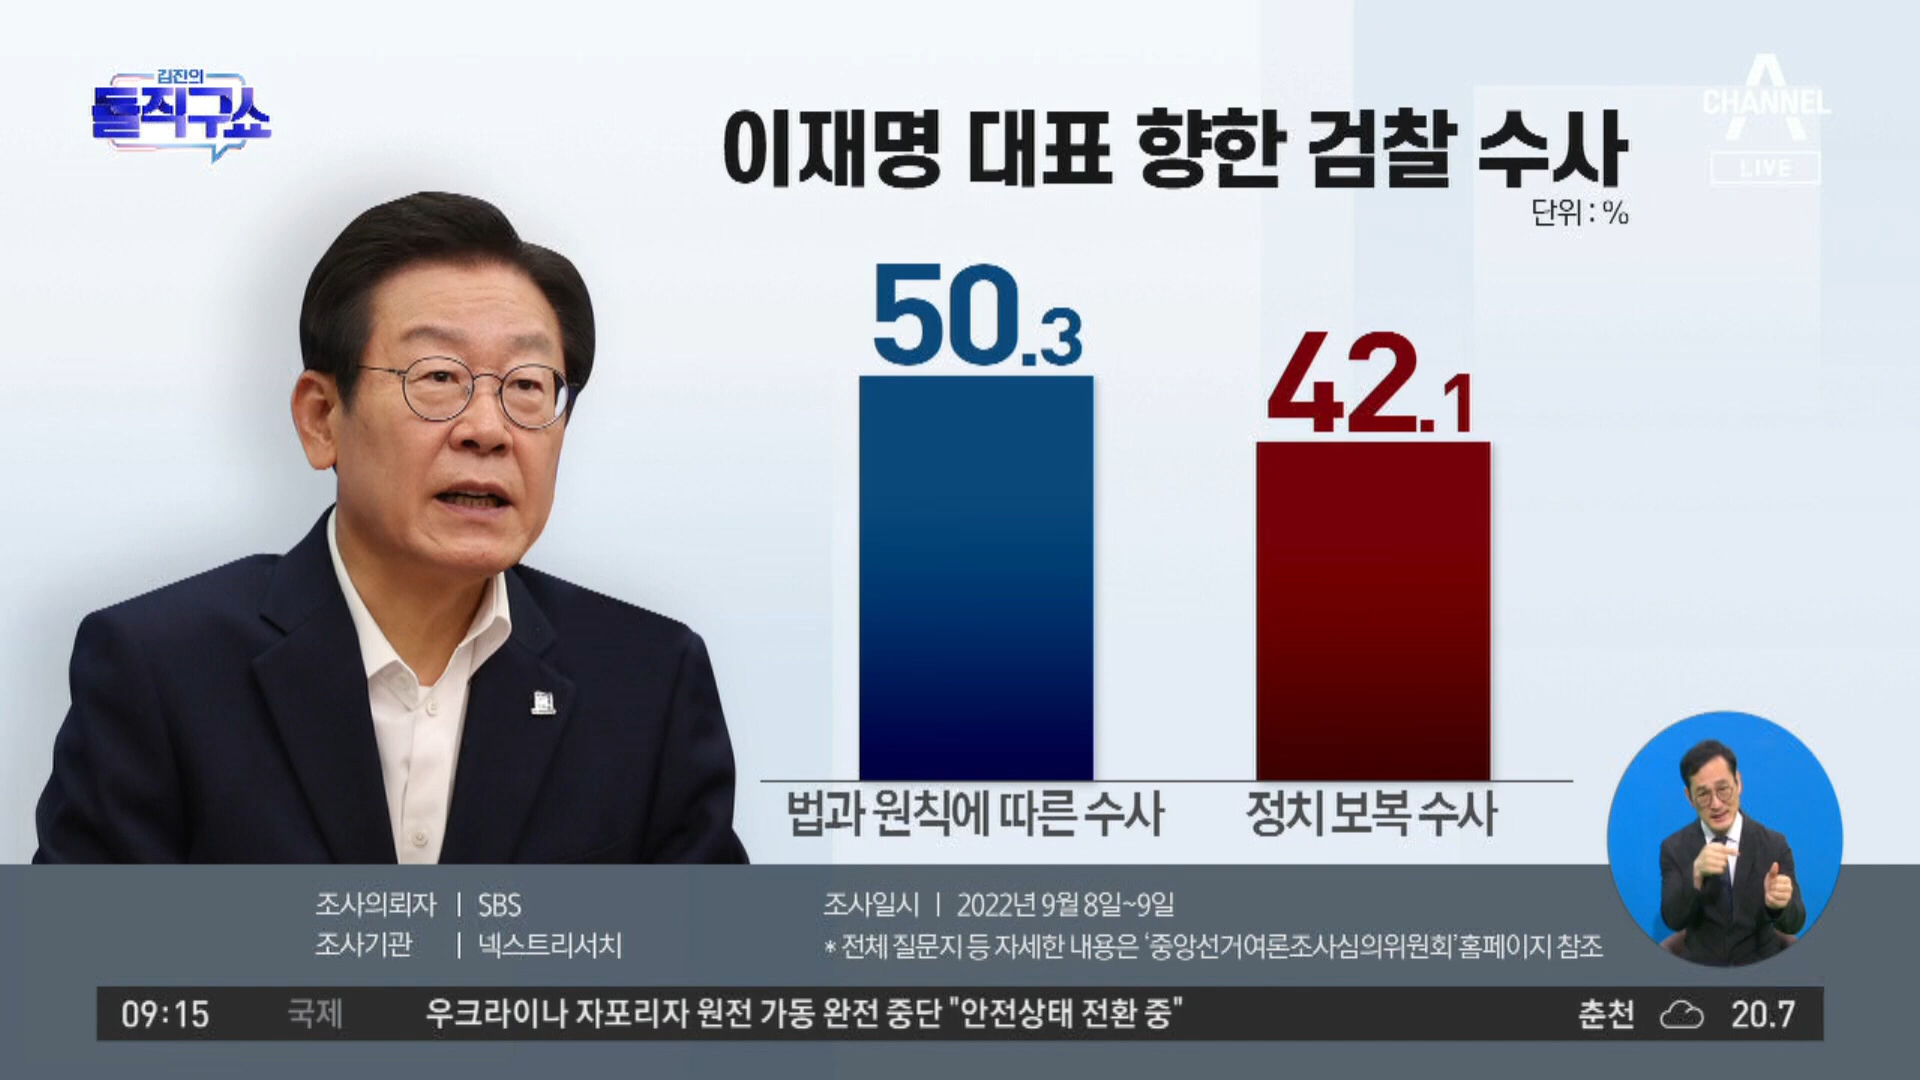 김진의
돌직구쇼
CHANNEL
LIVE
이재명 대표 향한 검찰 수사
단위 : %
50.3
42.1
법과 원칙에 따른 수사
정치 보복 수사
조사의뢰자 | SBS
조사일시 | 2022년 9월 8일~9일
조사기관 | 넥스트리서치
* 전체 질문지 등 자세한 내용은 '중앙선거여론조사심의위원회' 홈페이지 참조
09:15 국제 우크라이나 자포리자 원전 가동 완전 중단 "안전상태 전환 중" 춘천 20.7